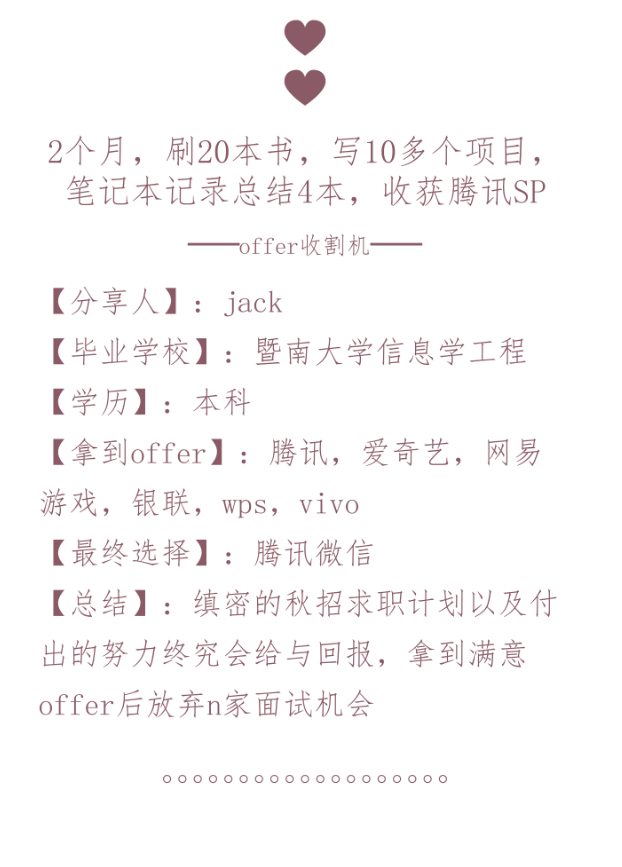 2个月，刷20本书，写10多个项目，
笔记本记录总结4本，收获腾讯SP
——offer收割机——
【分享人】：jack
【毕业学校】：暨南大学信息学工程
【学历】：本科
【拿到offer】：腾讯，爱奇艺，网易
游戏，银联，wps，vivo
【最终选择】：腾讯微信
【总结】：缜密的秋招求职计划以及付
出的努力终究会给与回报，拿到满意
offer后放弃n家面试机会